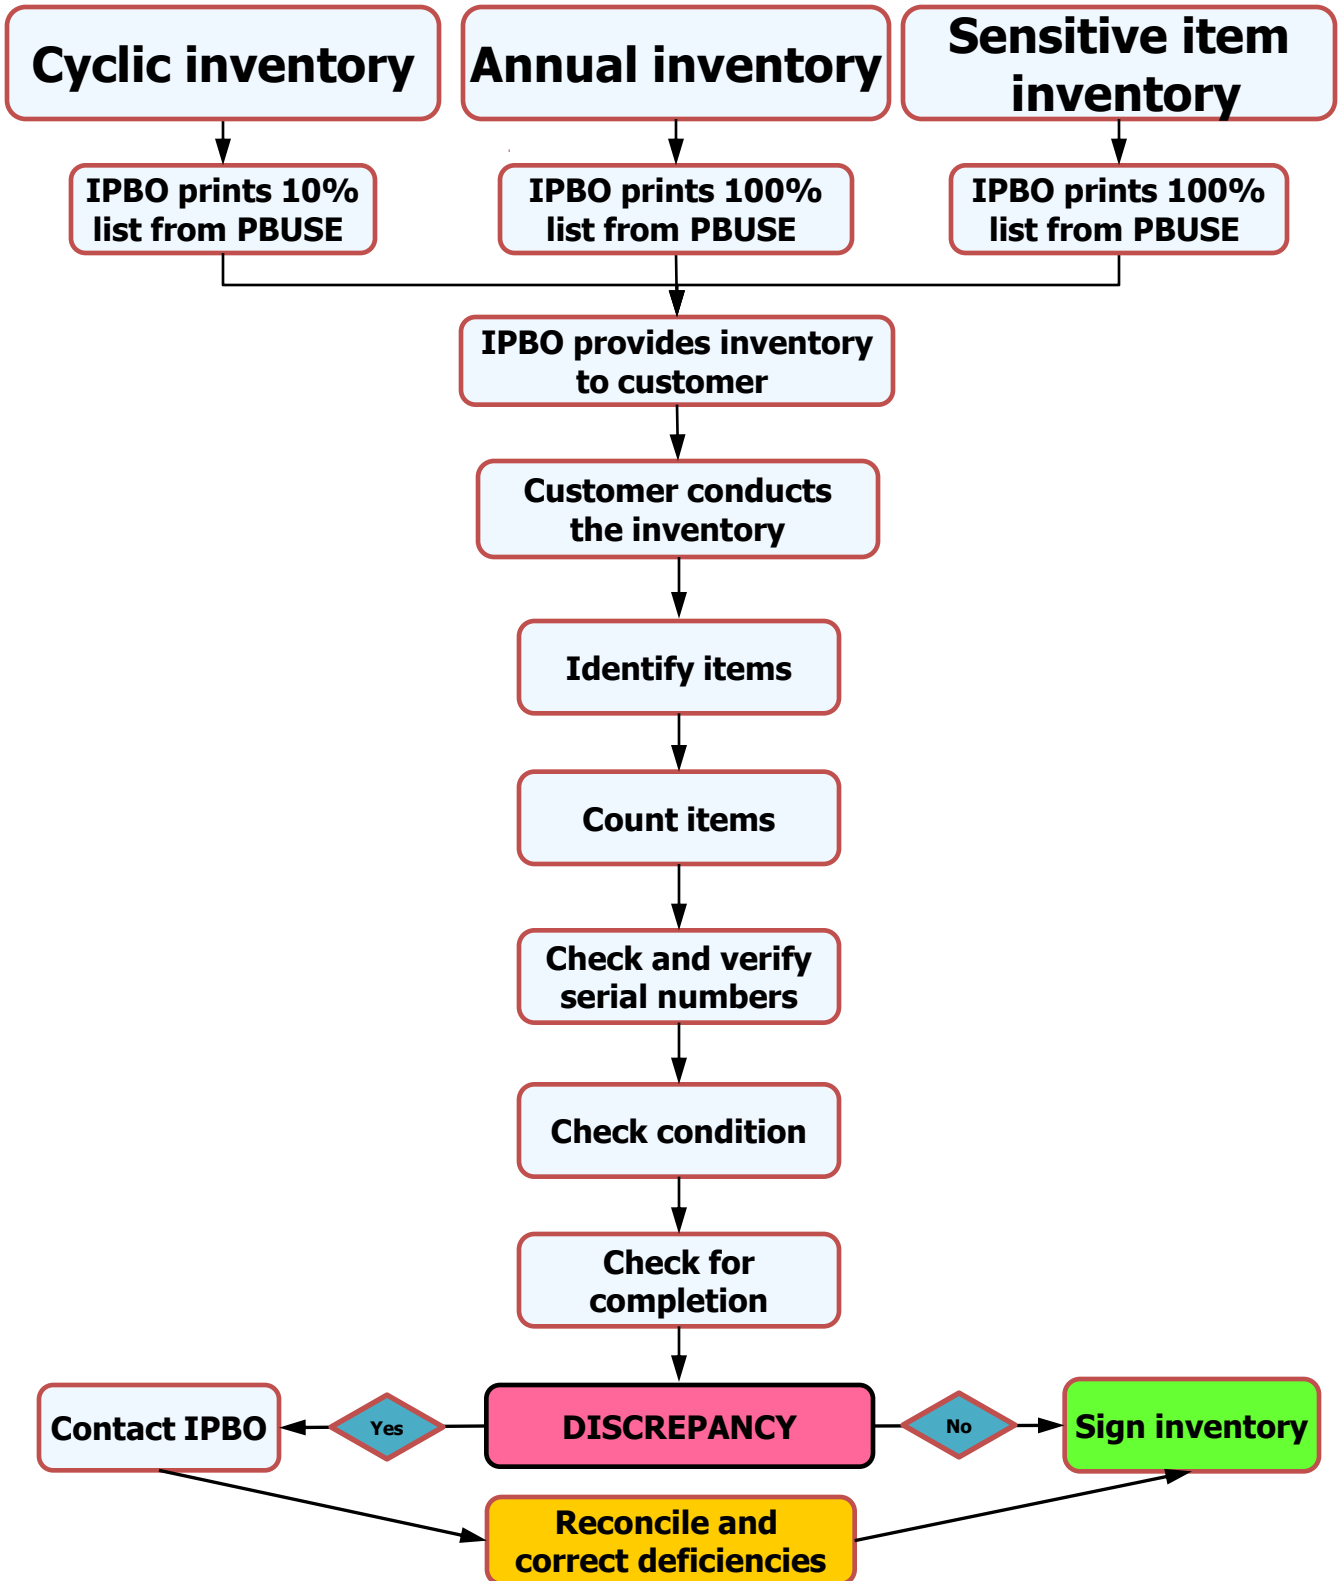 Cyclic inventory
Annual inventory
Sensitive item
inventory
IPBO prints 10%
list from PBUSE
IPBO prints 100%
list from PBUSE
IPBO prints 100%
list from PBUSE
IPBO provides inventory
to customer
Customer conducts
the inventory
Identify items
Count items
Check and verify
serial numbers
Check condition
Check for
completion
Contact IPBO
Yes
DISCREPANCY
No
Sign inventory
Reconcile and
correct deficiencies